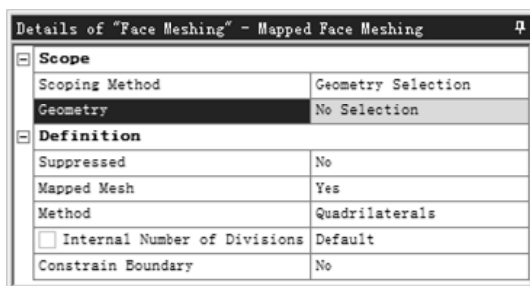 Details of "Face Meshing" - Mapped Face Meshing
Scope
Scoping Method Geometry Selection
Geometry No Selection
Definition
Suppressed No
Mapped Mesh Yes
Method Quadrilaterals
Internal Number of Divisions Default
Constrain Boundary No